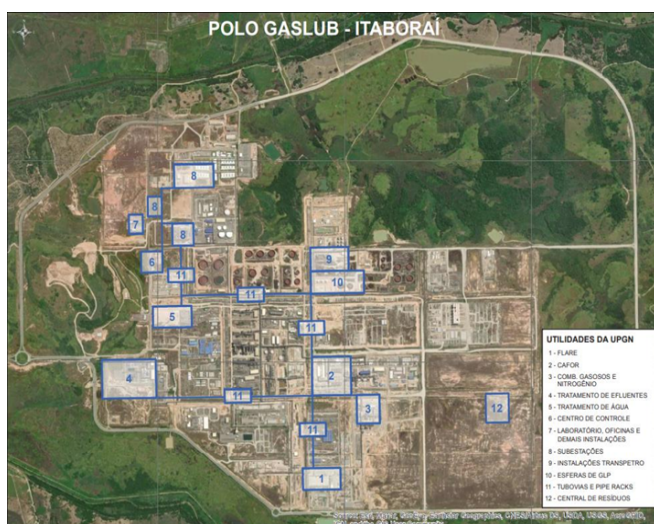 POLO GASLUB - ITABORAÍ
8
8
7
8
6
9
11
10
11
5
11
2
4
11
3
12
11
1
UTILIDADES DA UPGN
1 - FLARE
2 - CAFOR
3 - COMB. GASOSOS E
NITROGÊNIO
4 - TRATAMENTO DE EFLUENTES
5 - TRATAMENTO DE ÁGUA
6 - CENTRO DE CONTROLE
7 - LABORATÓRIO, OFICINAS E
DEMAIS INSTALAÇÕES
8 - SUBESTAÇÕES
9 - INSTALAÇÕES TRANSPETRO
10 - ESFERAS DE GLP
11 - TUBOVIAS E PIPE RACKS
12 - CENTRAL DE RESÍDUOS